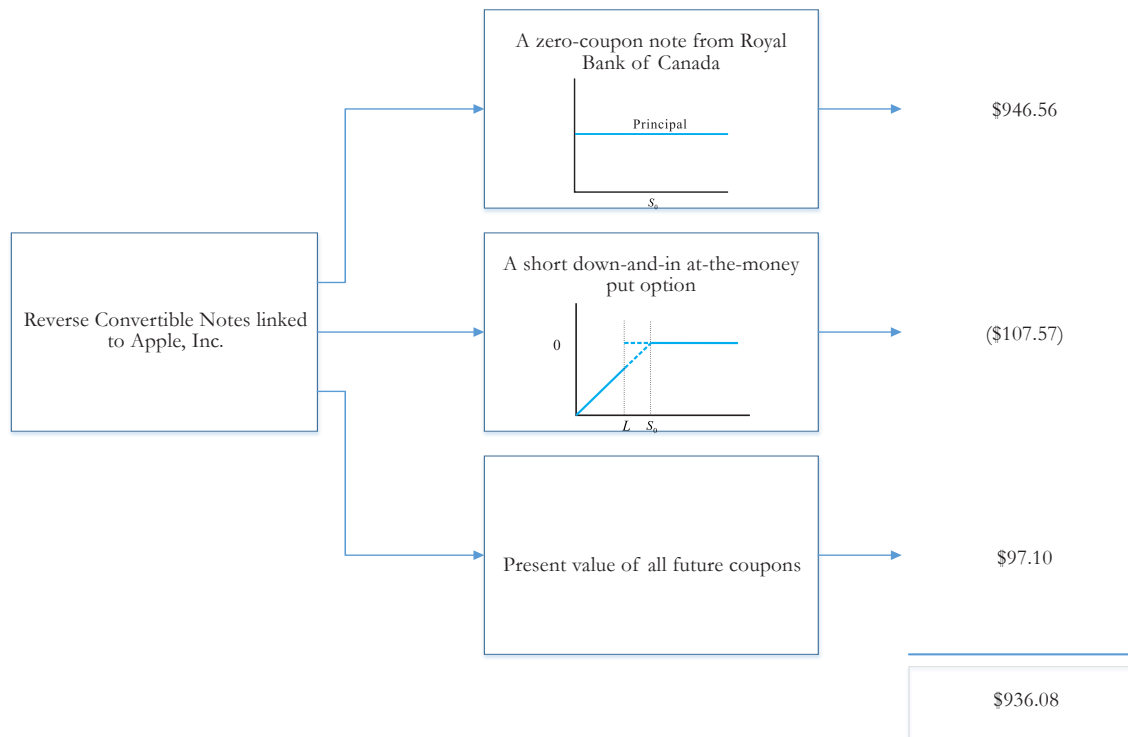 A zero-coupon note from Royal
Bank of Canada
Principal
S₀
$946.56
Reverse Convertible Notes linked
to Apple, Inc.
A short down-and-in at-the-money
put option
0
L S₀
($107.57)
Present value of all future coupons
$97.10
$936.08